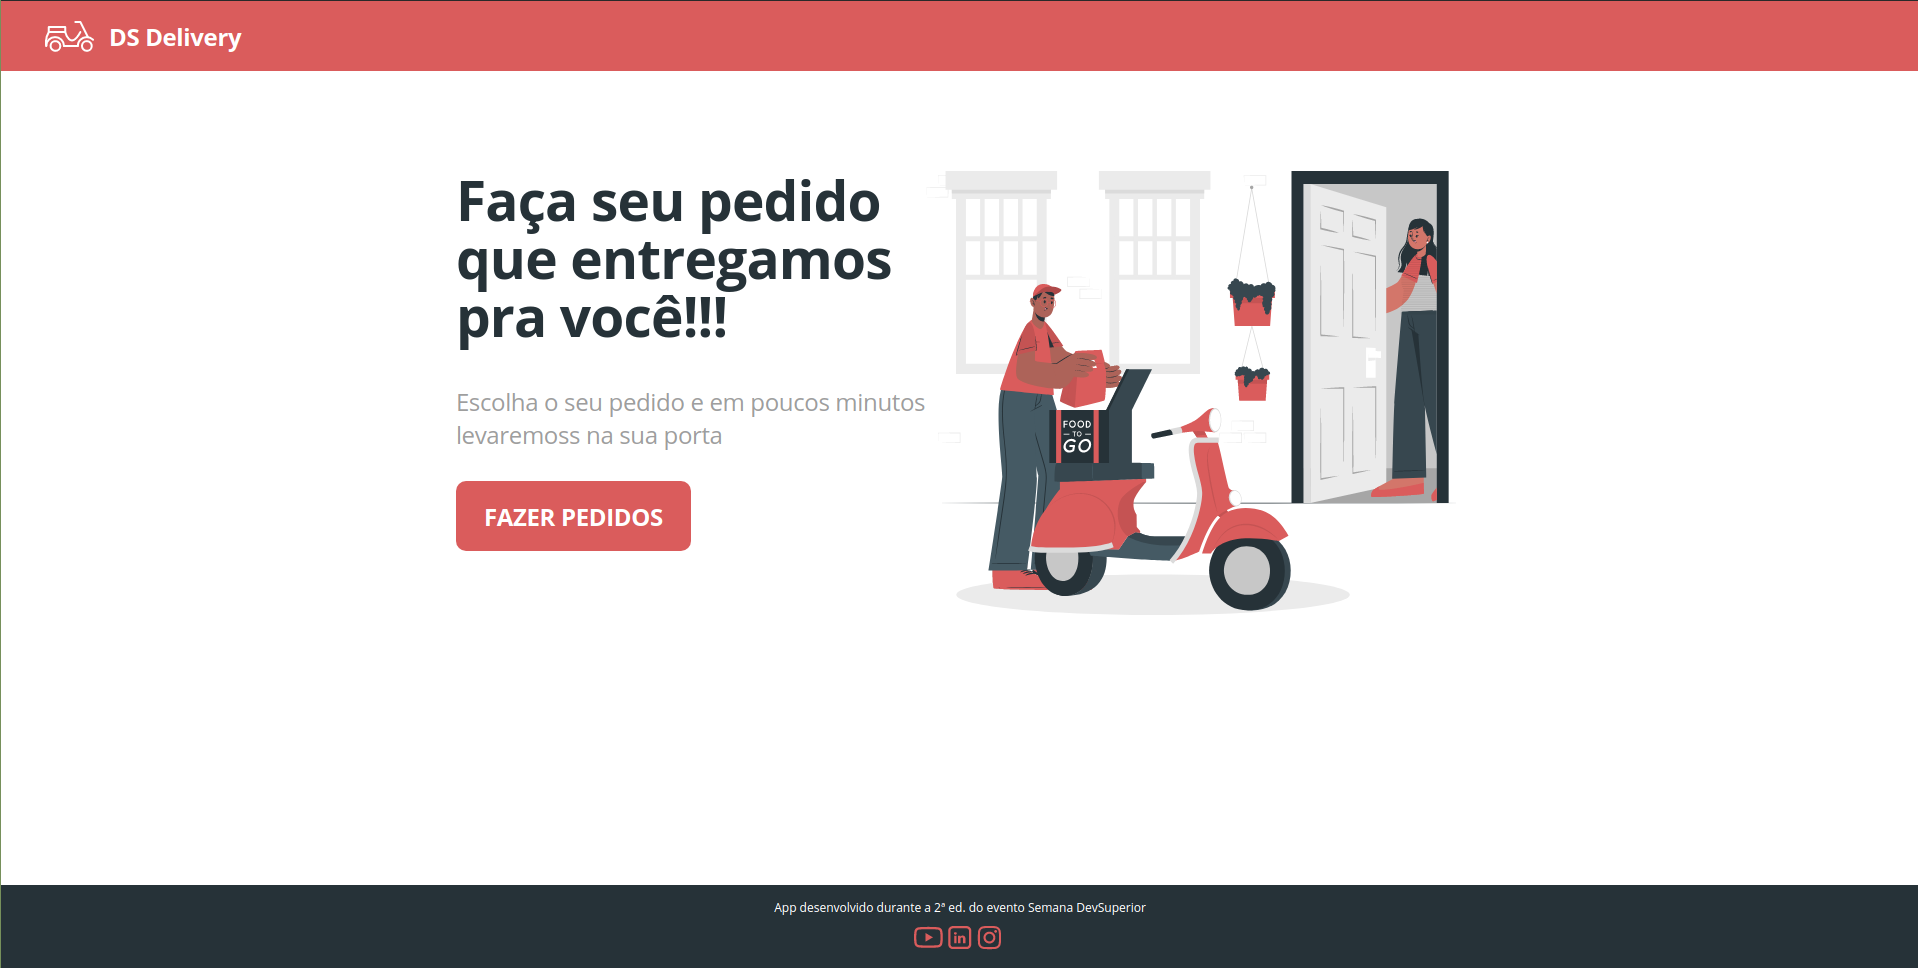 DS Delivery
Faça seu pedido
que entregamos
pra você!!!
Escolha o seu pedido e em poucos minutos
levaremoss na sua porta
FAZER PEDIDOS
FOOD
TO
GO
App desenvolvido durante a 2ª ed. do evento Semana DevSuperior
in